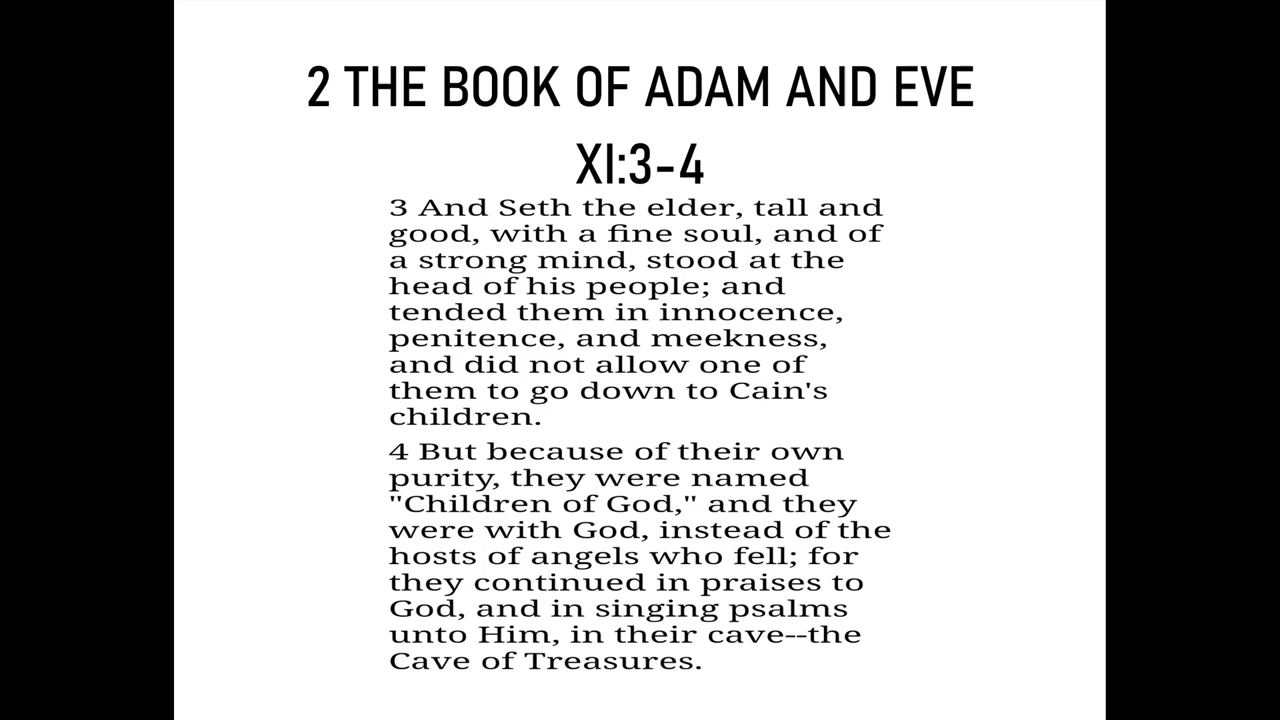 2 THE BOOK OF ADAM AND EVE
XI:3-4
3 And Seth the elder, tall and
good, with a fine soul, and of
a strong mind, stood at the
head of his people; and
tended them in innocence,
penitence, and meekness,
and did not allow one of
them to go down to Cain's
children.
4 But because of their own
purity, they were named
"Children of God," and they
were with God, instead of the
hosts of angels who fell; for
they continued in praises to
God, and in singing psalms
unto Him, in their cave--the
Cave of Treasures.